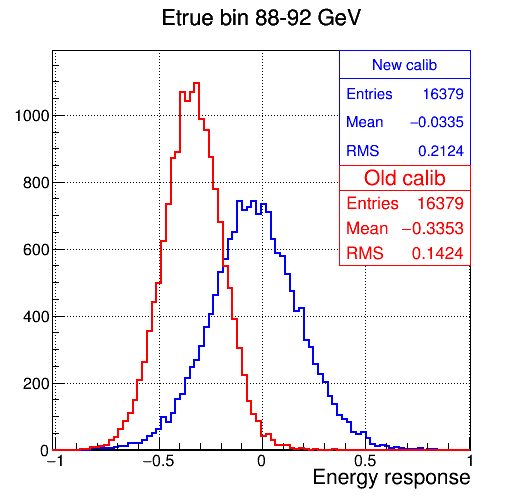 Etrue bin 88-92 GeV
New calib
Entries 16379
Mean −0.0335
RMS 0.2124
Old calib
Entries 16379
Mean −0.3353
RMS 0.1424
1000
800
600
400
200
0
−1 −0.5 0 0.5 1
Energy response